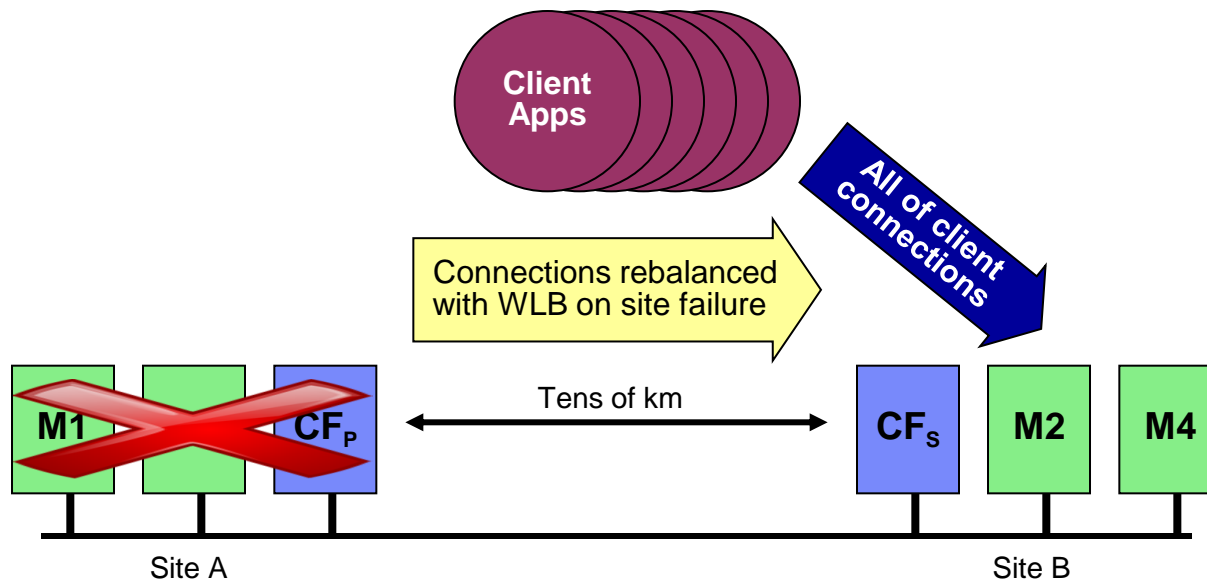 Client
Apps
All of client
connections
Connections rebalanced
with WLB on site failure
Tens of km
M1
CFP
CFS
M2
M4
Site A
Site B